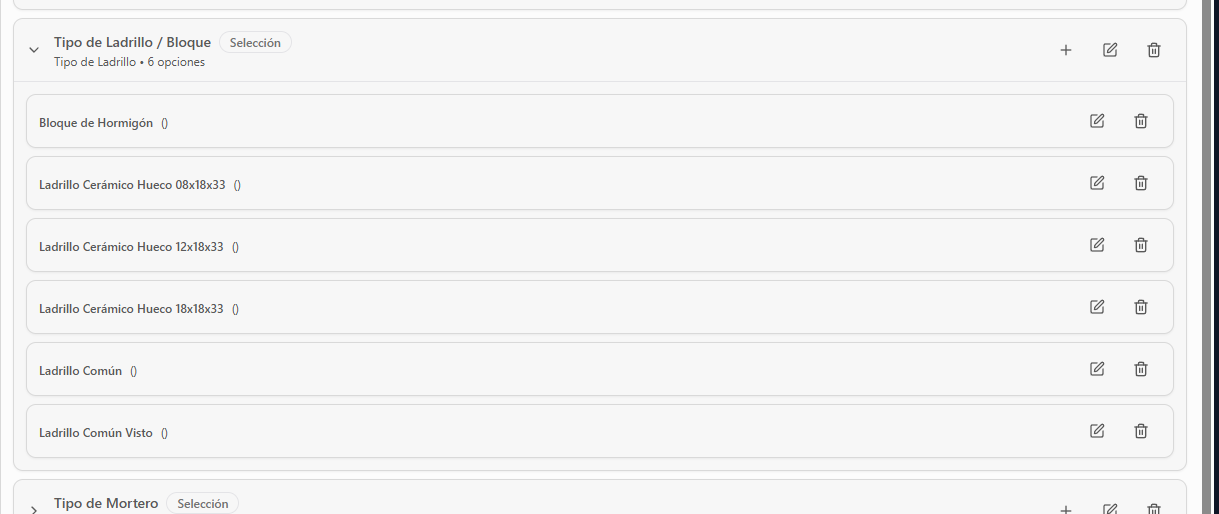 Tipo de Ladrillo / Bloque Selección
Tipo de Ladrillo • 6 opciones
Bloque de Hormigón ()
Ladrillo Cerámico Hueco 08x18x33 ()
Ladrillo Cerámico Hueco 12x18x33 ()
Ladrillo Cerámico Hueco 18x18x33 ()
Ladrillo Común ()
Ladrillo Común Visto ()
Tipo de Mortero Selección